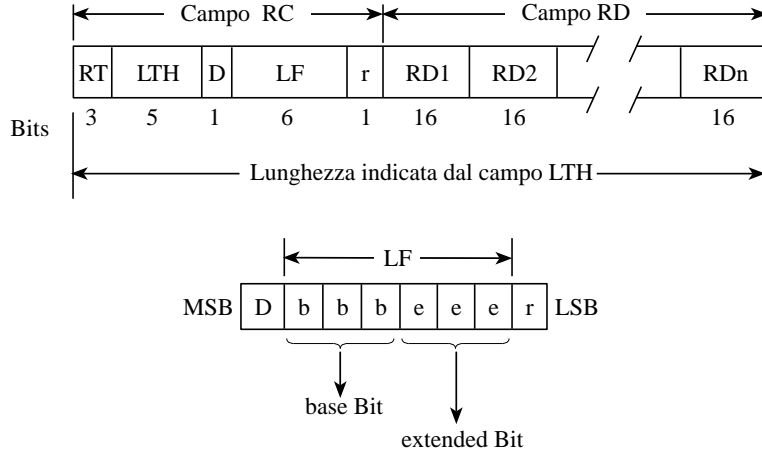 Campo RC Campo RD
RT LTH D LF r RD1 RD2 RDn
Bits 3 5 1 6 1 16 16 16
Lunghezza indicata dal campo LTH
LF
MSB D b b b e e e r LSB
base Bit
extended Bit